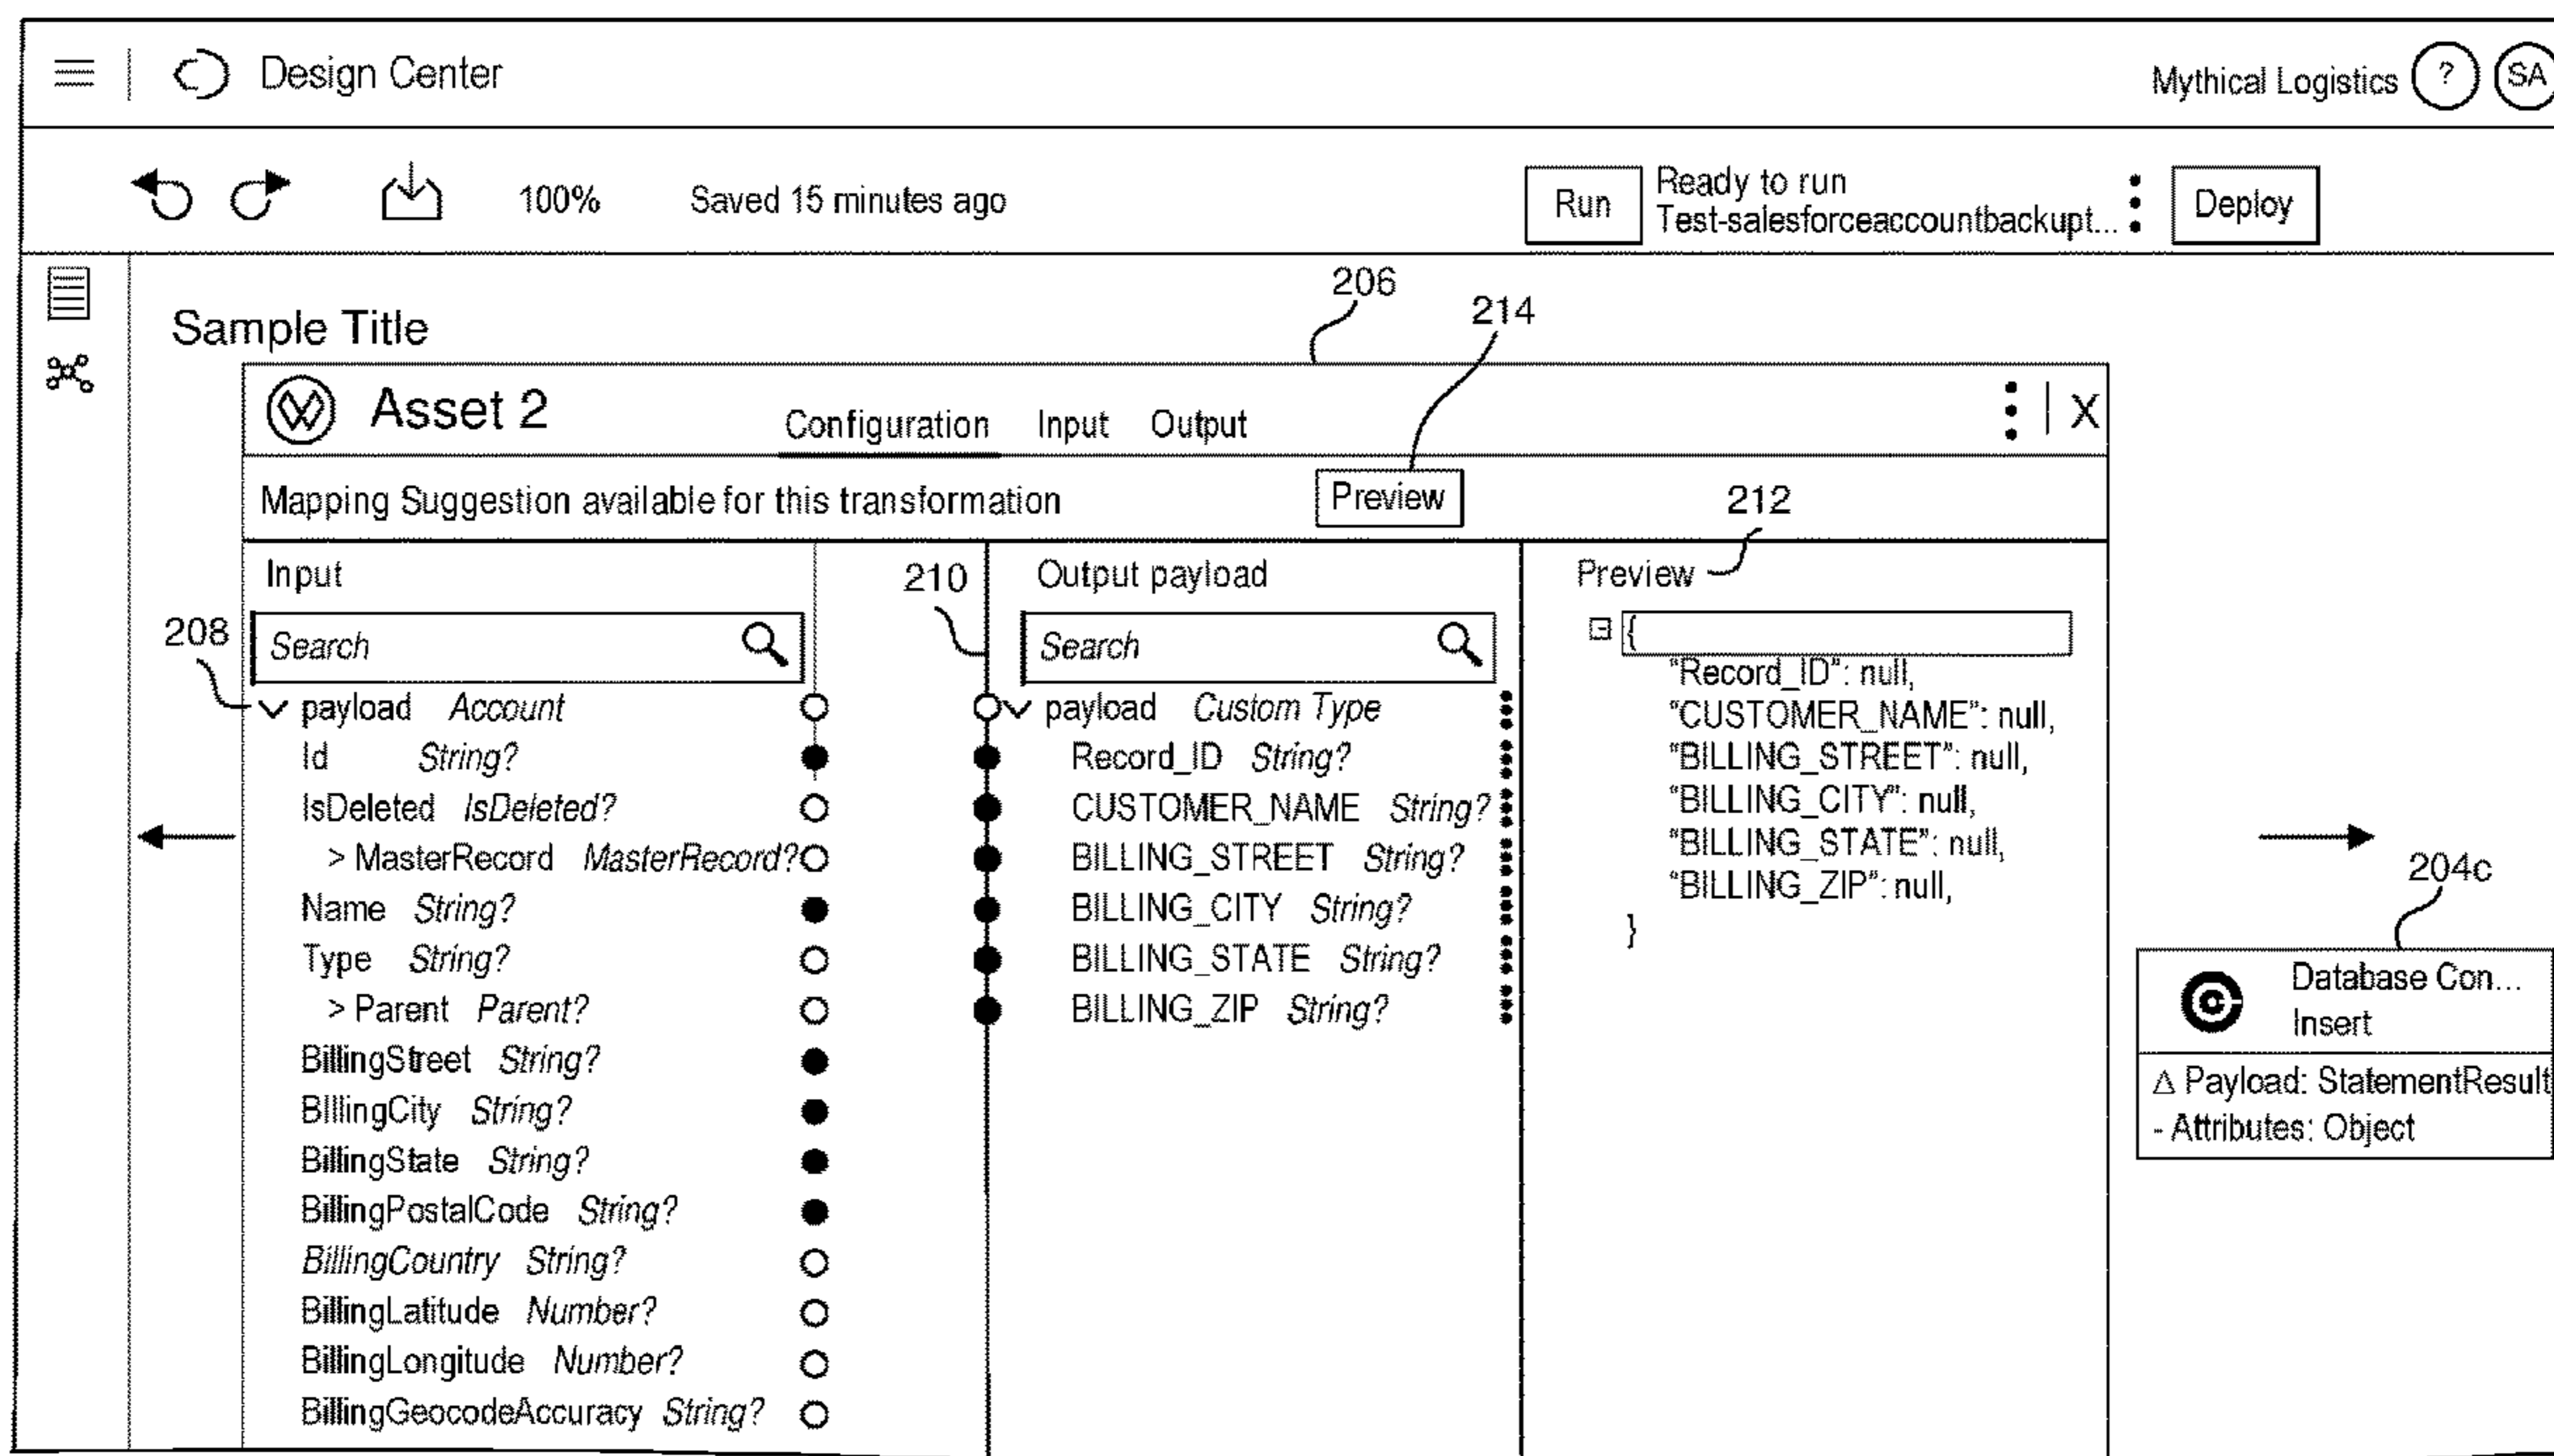 Design Center
Mythical Logistics ? SA
100% Saved 15 minutes ago
Run
Ready to run
Test-salesforceaccountbackupt...
Deploy
206
214
Sample Title
Asset 2
Configuration Input Output
X
Mapping Suggestion available for this transformation
Preview
212
Input
210
Output payload
Preview
208
Search
Search
payload Account
Id String?
IsDeleted IsDeleted?
> MasterRecord MasterRecord?
Name String?
Type String?
> Parent Parent?
BillingStreet String?
BIllingCity String?
BillingState String?
BillingPostalCode String?
BillingCountry String?
BillingLatitude Number?
BillingLongitude Number?
BillingGeocodeAccuracy String?
payload Custom Type
Record_ID String?
CUSTOMER_NAME String?
BILLING_STREET String?
BILLING_CITY String?
BILLING_STATE String?
BILLING_ZIP String?
{
"Record_ID": null,
"CUSTOMER_NAME": null,
"BILLING_STREET": null,
"BILLING_CITY": null,
"BILLING_STATE": null,
"BILLING_ZIP": null,
}
204c
Database Con...
Insert
Δ Payload: StatementResult
- Attributes: Object